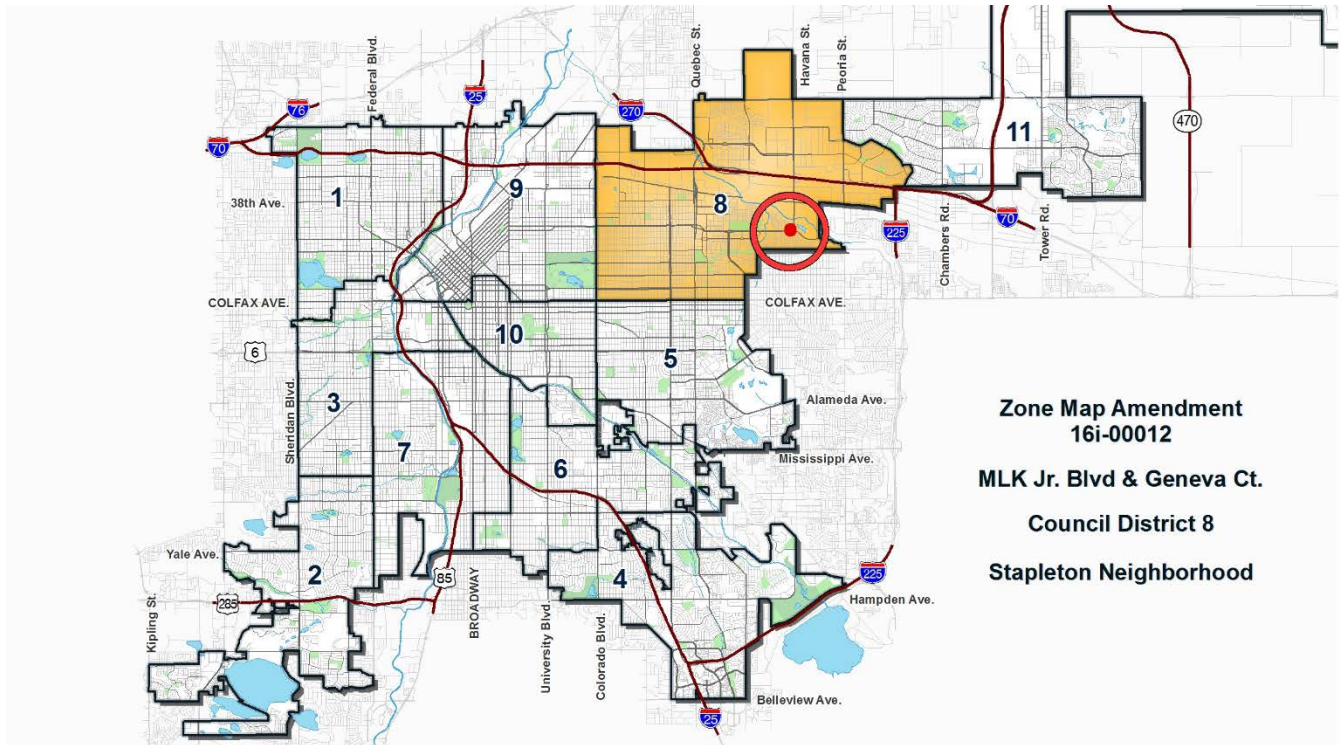 Federal Blvd.
Quebec St.
Havana St.
Peoria St.
76
25
270
470
70
11
1
9
38th Ave.
8
225
Chambers Rd.
70
Tower Rd.
COLFAX AVE.
COLFAX AVE.
10
6
5
Sheridan Blvd.
3
Alameda Ave.
7
6
Mississippi Ave.
Zone Map Amendment
16i-00012
MLK Jr. Blvd & Geneva Ct.
Council District 8
Stapleton Neighborhood
Yale Ave.
2
85
4
225
285
Hampden Ave.
Kipling St.
BROADWAY
University Blvd.
Colorado Blvd.
Belleview Ave.
25